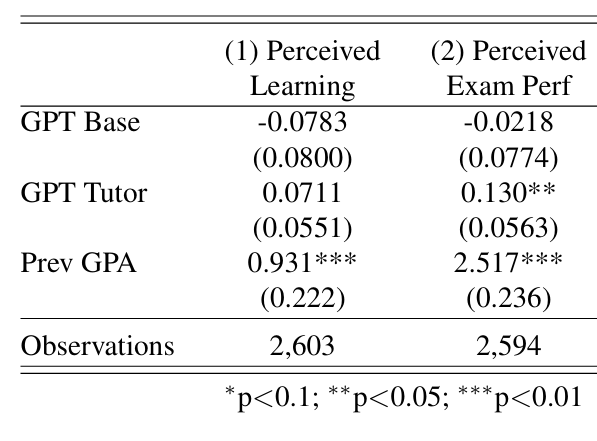 (1) Perceived (2) Perceived
Learning Exam Perf
GPT Base -0.0783 -0.0218
(0.0800) (0.0774)
GPT Tutor 0.0711 0.130**
(0.0551) (0.0563)
Prev GPA 0.931*** 2.517***
(0.222) (0.236)
Observations 2,603 2,594
*p<0.1; **p<0.05; ***p<0.01